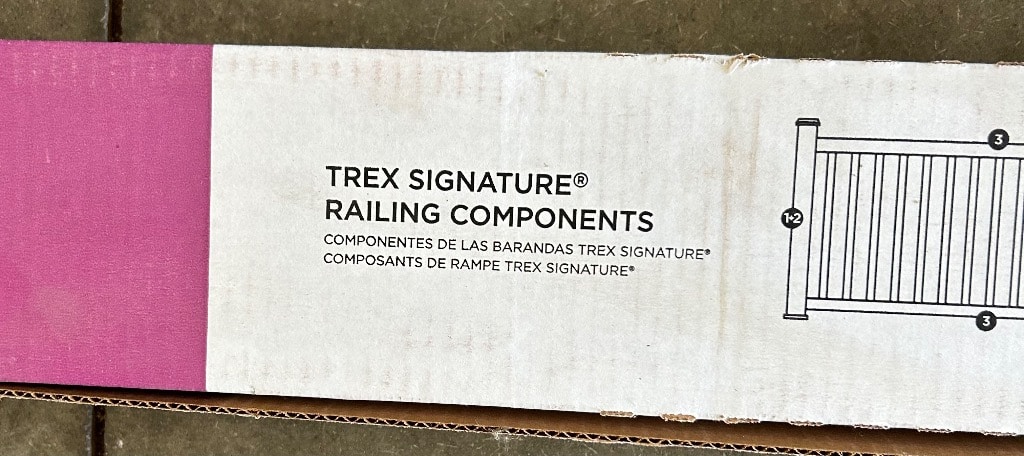 TREX SIGNATURE®
RAILING COMPONENTS
COMPONENTES DE LAS BARANDAS TREX SIGNATURE®
COMPOSANTS DE RAMPE TREX SIGNATURE®
3
1+2
3